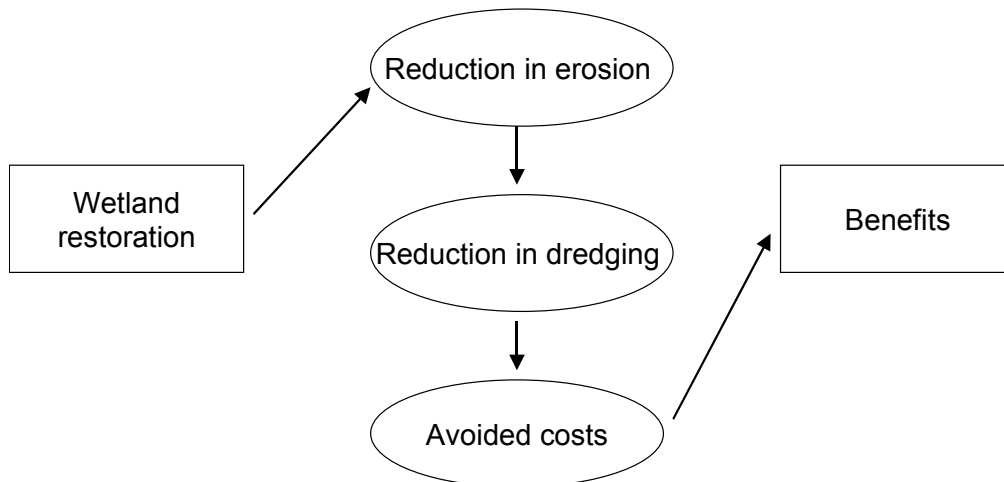 Reduction in erosion
Wetland
restoration
Reduction in dredging
Benefits
Avoided costs